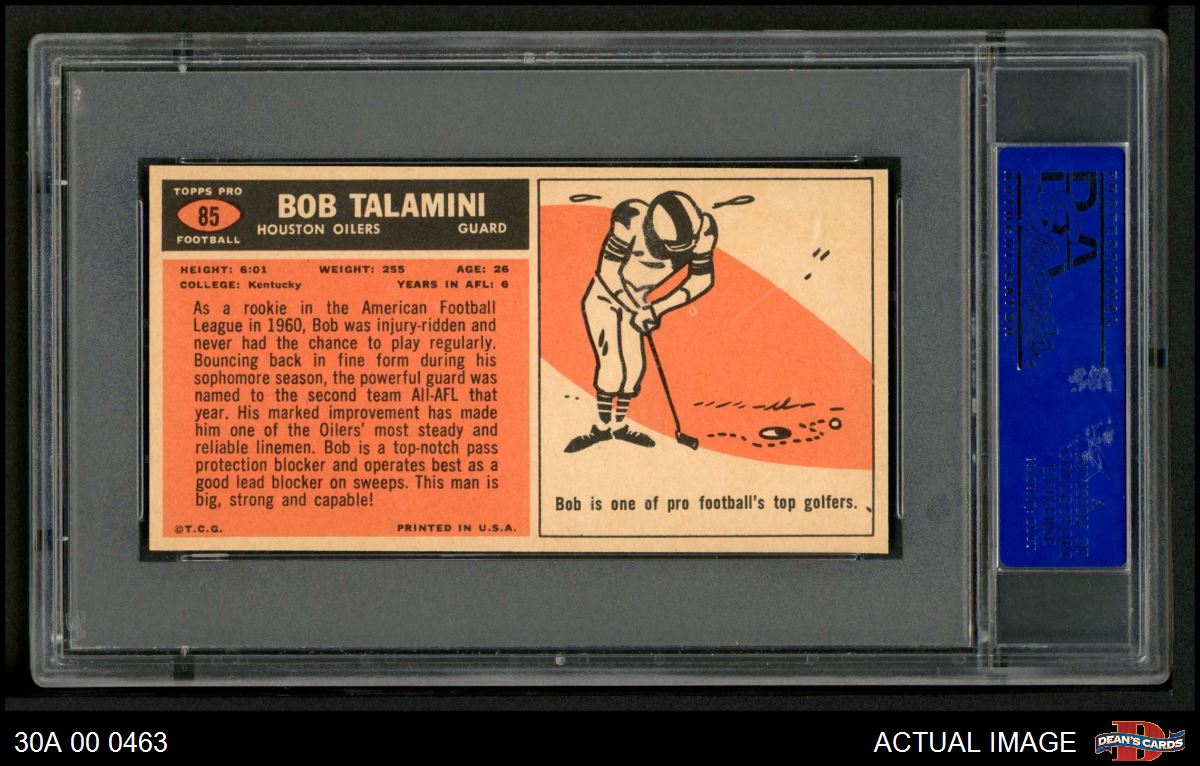 TOPPS PRO
85
FOOTBALL
BOB TALAMINI
HOUSTON OILERS GUARD
HEIGHT: 6:01 WEIGHT: 255 AGE: 26
COLLEGE: Kentucky YEARS IN AFL: 6
As a rookie in the American Football
League in 1960, Bob was injury-ridden and
never had the chance to play regularly.
Bouncing back in fine form during his
sophomore season, the powerful guard was
named to the second team All-AFL that
year. His marked improvement has made
him one of the Oilers' most steady and
reliable linemen. Bob is a top-notch pass
protection blocker and operates best as a
good lead blocker on sweeps. This man is
big, strong and capable!
©T.C.G. PRINTED IN U.S.A.
Bob is one of pro football's top golfers.
PSA
30A 00 0463
ACTUAL IMAGE
DEAN'S CARDS